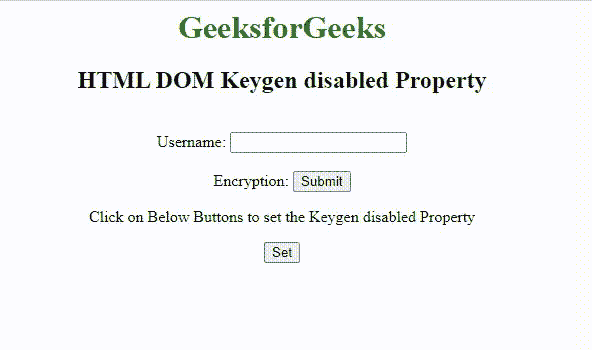 GeeksforGeeks
HTML DOM Keygen disabled Property
Username:
Encryption: Submit
Click on Below Buttons to set the Keygen disabled Property
Set